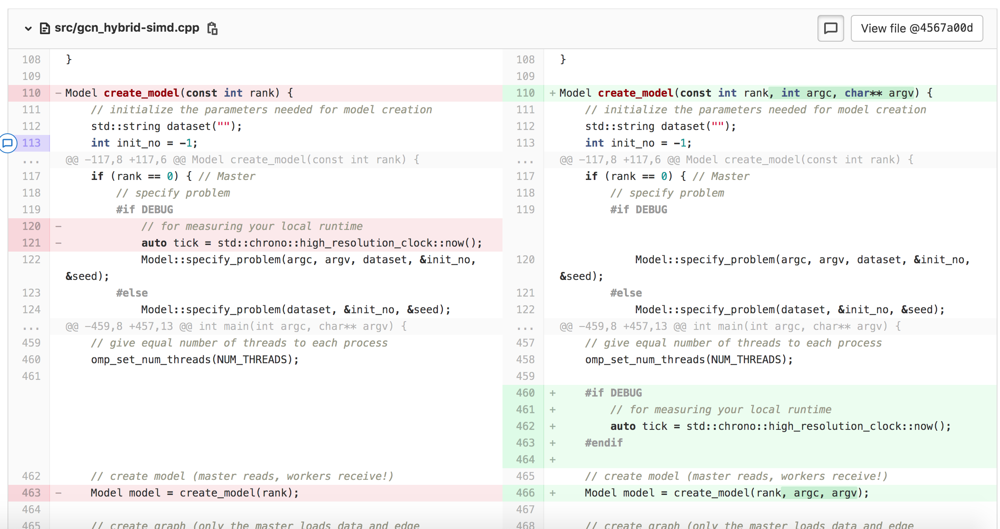 src/gcn_hybrid-simd.cpp
View file @4567a00d
108 }
109
110 - Model create_model(const int rank) {
111 // initialize the parameters needed for model creation
112 std::string dataset("");
113 int init_no = -1;
... @@ -117,8 +117,6 @@ Model create_model(const int rank) {
117 if (rank == 0) { // Master
118 // specify problem
119 #if DEBUG
120 - // for measuring your local runtime
121 - auto tick = std::chrono::high_resolution_clock::now();
122 Model::specify_problem(argc, argv, dataset, &init_no,
&seed);
123 #else
124 Model::specify_problem(dataset, &init_no, &seed);
... @@ -459,8 +457,13 @@ int main(int argc, char** argv) {
459 // give equal number of threads to each process
460 omp_set_num_threads(NUM_THREADS);
461
462 // create model (master reads, workers receive!)
463 - Model model = create_model(rank);
464
465 // create graph (only the master loads data and edge
108 }
109
110 + Model create_model(const int rank, int argc, char** argv) {
111 // initialize the parameters needed for model creation
112 std::string dataset("");
113 int init_no = -1;
... @@ -117,8 +117,6 @@ Model create_model(const int rank) {
117 if (rank == 0) { // Master
118 // specify problem
119 #if DEBUG
120 Model::specify_problem(argc, argv, dataset, &init_no,
&seed);
121 #else
122 Model::specify_problem(dataset, &init_no, &seed);
... @@ -459,8 +457,13 @@ int main(int argc, char** argv) {
457 // give equal number of threads to each process
458 omp_set_num_threads(NUM_THREADS);
459
460 + #if DEBUG
461 + // for measuring your local runtime
462 + auto tick = std::chrono::high_resolution_clock::now();
463 + #endif
464 +
465 // create model (master reads, workers receive!)
466 + Model model = create_model(rank, argc, argv);
467
468 // create graph (only the master loads data and edge